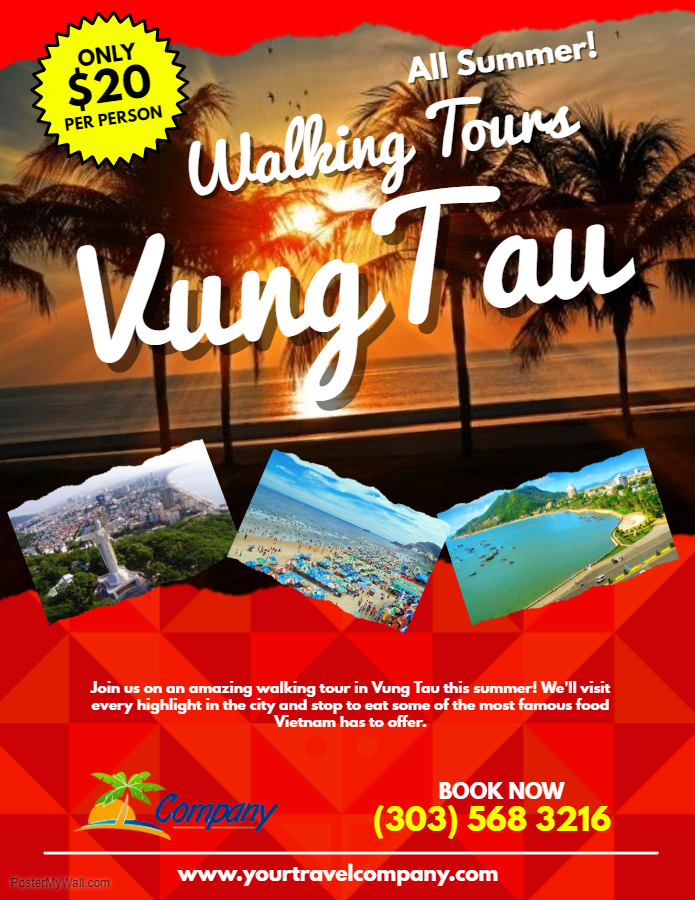 ONLY
$20
PER PERSON
All Summer!
Walking Tours
Vung Tau
Join us on an amazing walking tour in Vung Tau this summer! We'll visit
every highlight in the city and stop to eat some of the most famous food
Vietnam has to offer.
Company
BOOK NOW
(303) 568 3216
www.yourtravelcompany.com
PosterMyWall.com